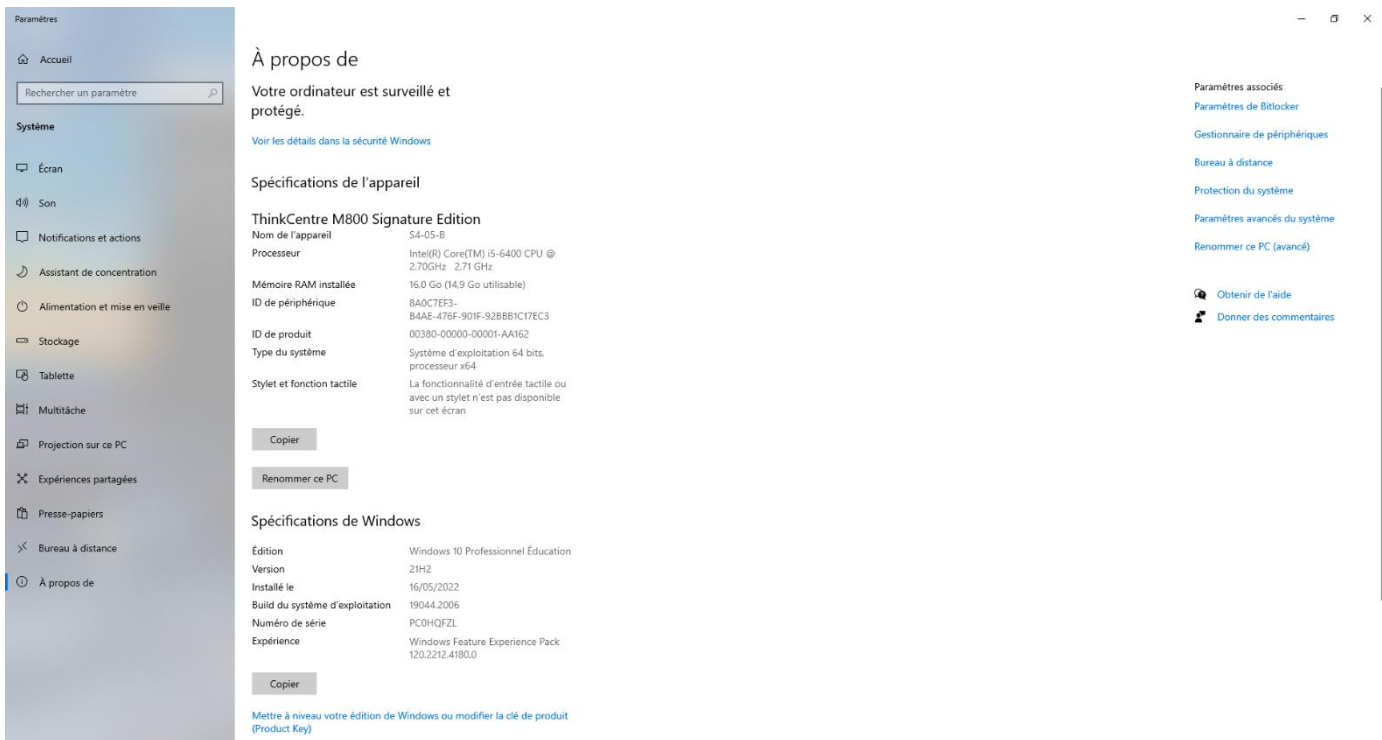 Paramètres
Accueil
Rechercher un paramètre
Système
Écran
Son
Notifications et actions
Assistant de concentration
Alimentation et mise en veille
Stockage
Tablette
Multitâche
Projection sur ce PC
Expériences partagées
Presse-papiers
Bureau à distance
À propos de
À propos de
Votre ordinateur est surveillé et
protégé.
Voir les détails dans la sécurité Windows
Spécifications de l'appareil
ThinkCentre M800 Signature Edition
Nom de l'appareil S4-05-B
Processeur Intel(R) Core(TM) i5-6400 CPU @
2.70GHz 2.71 GHz
Mémoire RAM installée 16,0 Go (14,9 Go utilisable)
ID de périphérique 8A0C7EF3-
B4AE-476F-901F-92BBB1C17EC3
ID de produit 00380-00000-00001-AA162
Type du système Système d'exploitation 64 bits,
processeur x64
Stylet et fonction tactile La fonctionnalité d'entrée tactile ou
avec un stylet n'est pas disponible
sur cet écran
Copier
Renommer ce PC
Spécifications de Windows
Édition Windows 10 Professionnel Éducation
Version 21H2
Installé le 16/05/2022
Build du système d'exploitation 19044.2006
Numéro de série PC0HQFZL
Expérience Windows Feature Experience Pack
120.2212.4180.0
Copier
Mettre à niveau votre édition de Windows ou modifier la clé de produit
(Product Key)
Paramètres associés
Paramètres de Bitlocker
Gestionnaire de périphériques
Bureau à distance
Protection du système
Paramètres avancés du système
Renommer ce PC (avancé)
Obtenir de l'aide
Donner des commentaires